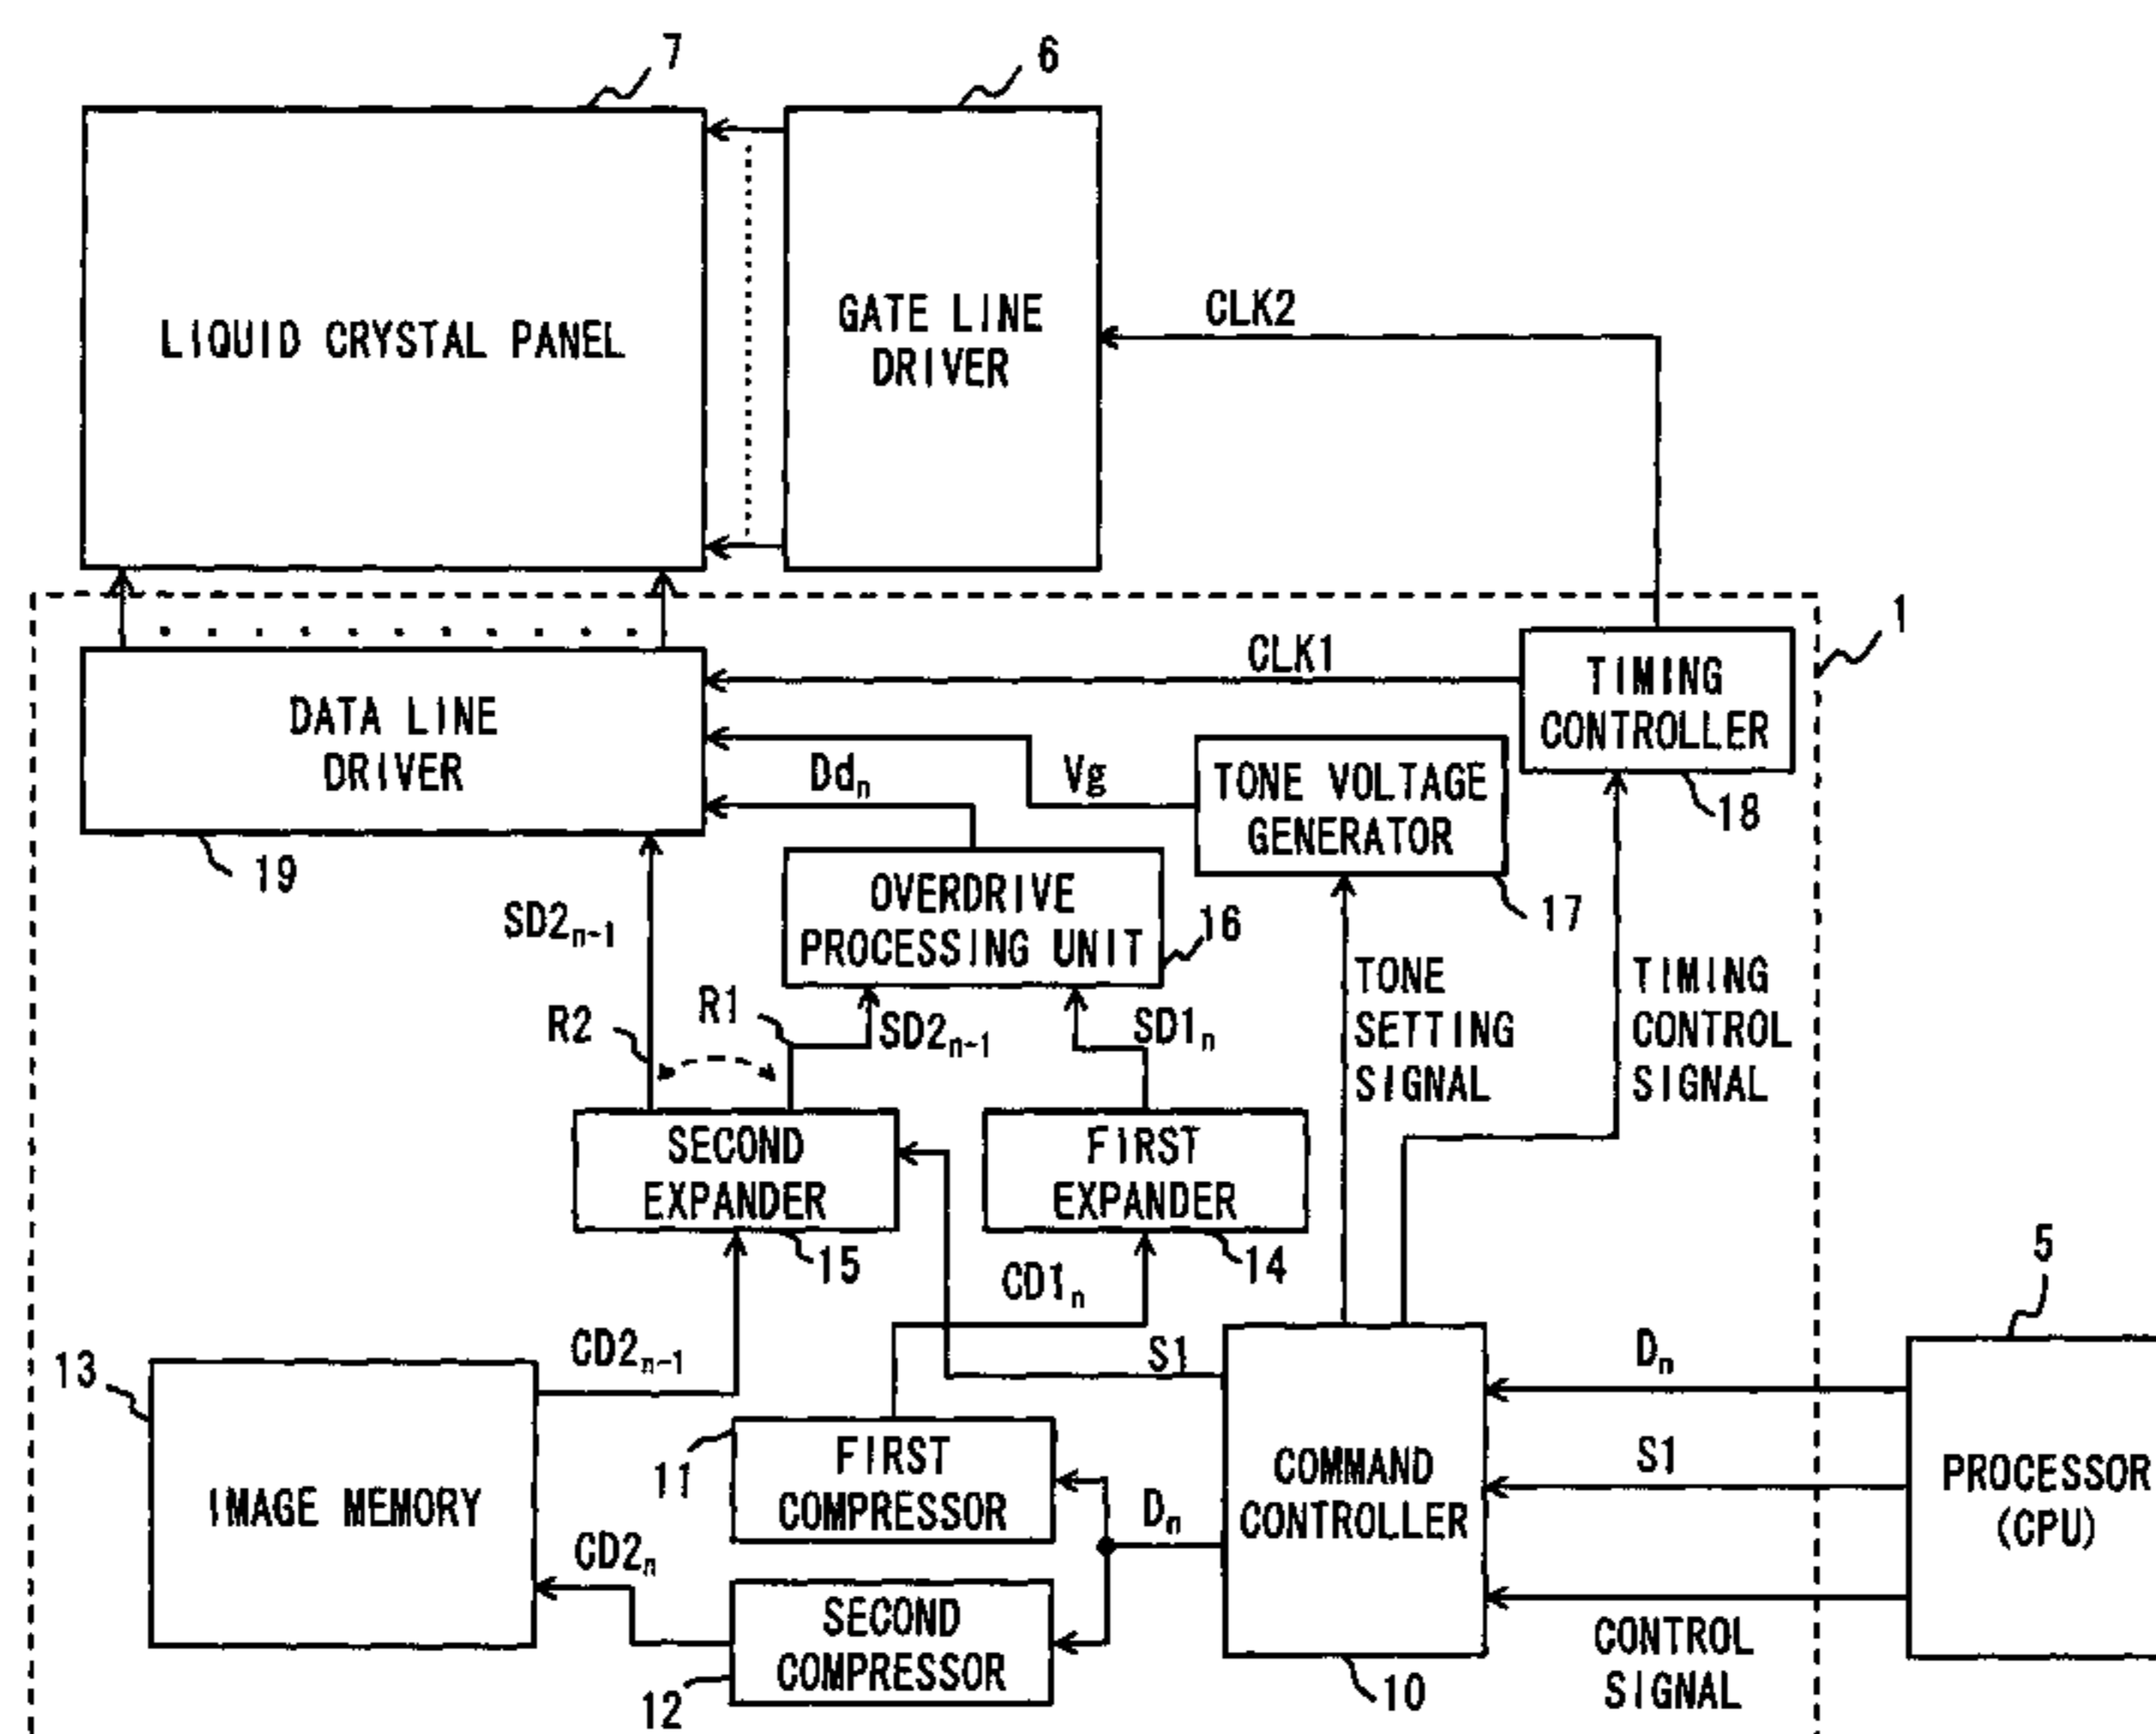 7
6
LIQUID CRYSTAL PANEL
GATE LINE
DRIVER
CLK2
1
CLK1
TIMING
CONTROLLER
18
DATA LINE
DRIVER
19
Ddₙ
Vg
TONE VOLTAGE
GENERATOR
17
OVERDRIVE
PROCESSING UNIT
16
SD2ₙ₋₁
R2
R1
SD2ₙ₋₁
SD1ₙ
TONE
SETTING
SIGNAL
TIMING
CONTROL
SIGNAL
SECOND
EXPANDER
15
FIRST
EXPANDER
14
CD1ₙ
5
13
CD2ₙ₋₁
S1
Dₙ
IMAGE MEMORY
11
FIRST
COMPRESSOR
Dₙ
COMMAND
CONTROLLER
S1
PROCESSOR
(CPU)
CD2ₙ
SECOND
COMPRESSOR
12
10
CONTROL
SIGNAL